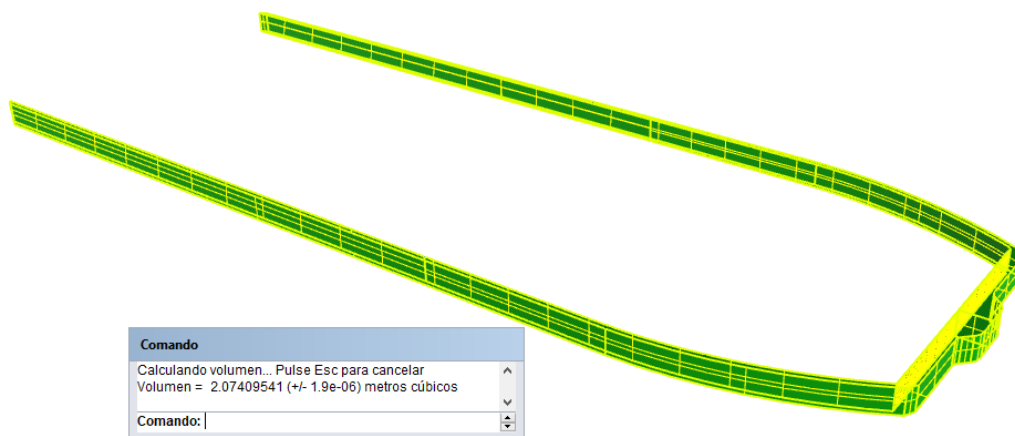 Comando
Calculando volumen... Pulse Esc para cancelar
Volumen = 2.07409541 (+/- 1.9e-06) metros cúbicos
Comando: